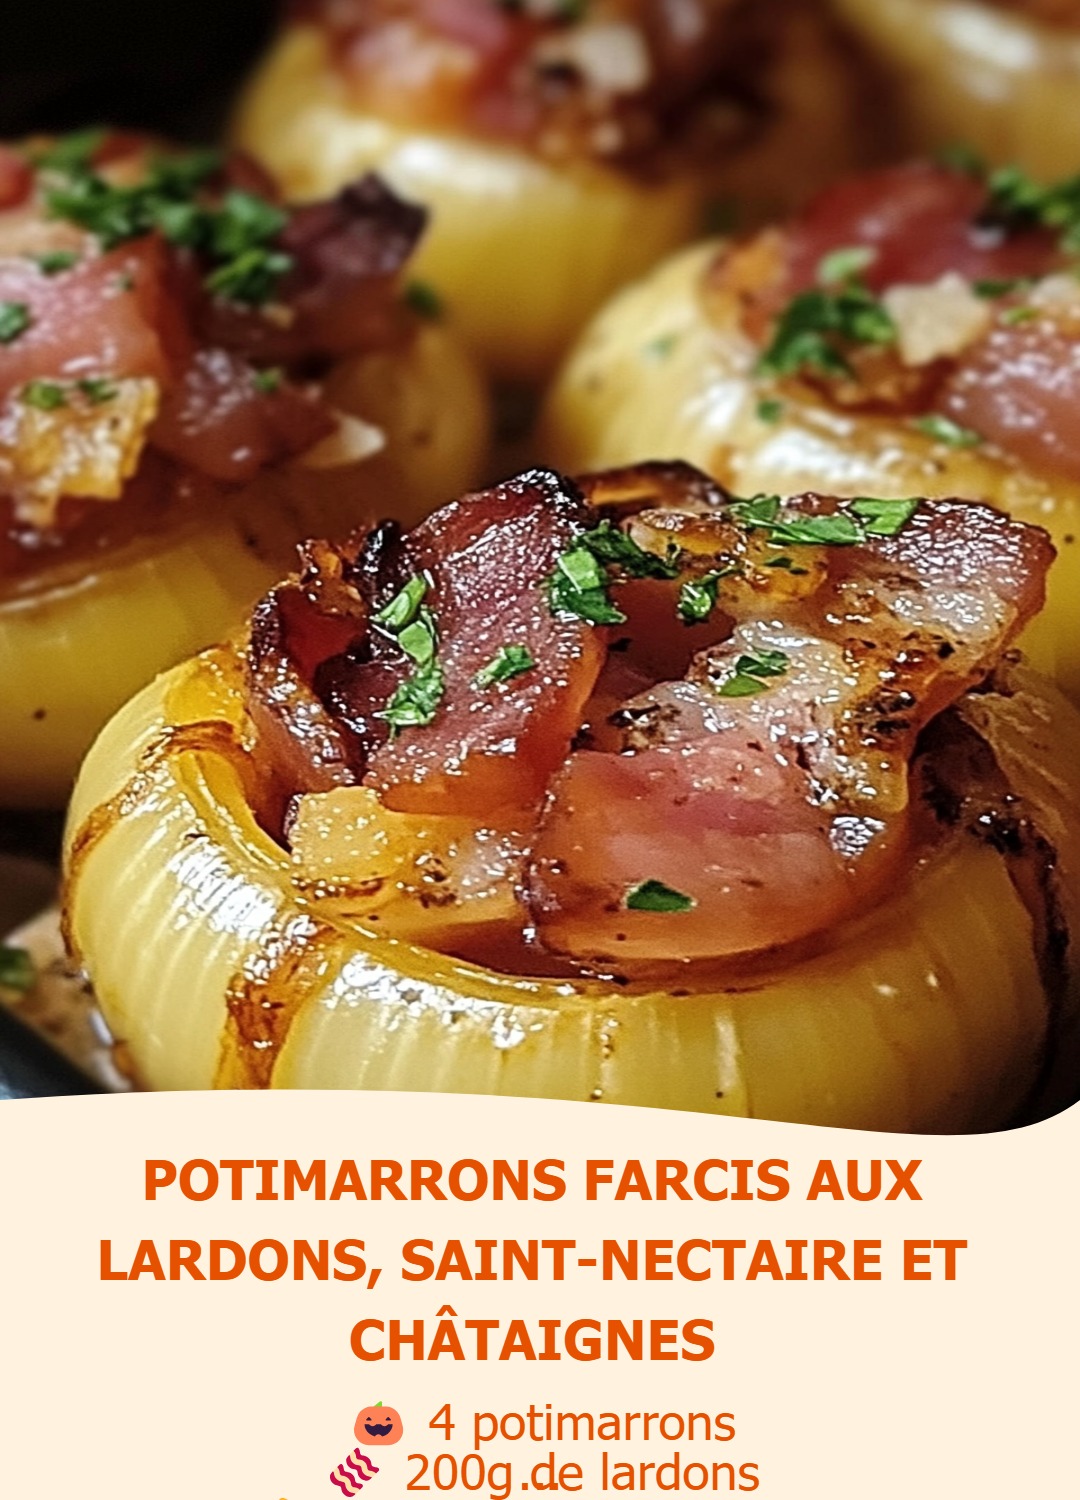 POTIMARRONS FARCIS AUX
LARDONS, SAINT-NECTAIRE ET
CHÂTAIGNES
4 potimarrons
200g de lardons